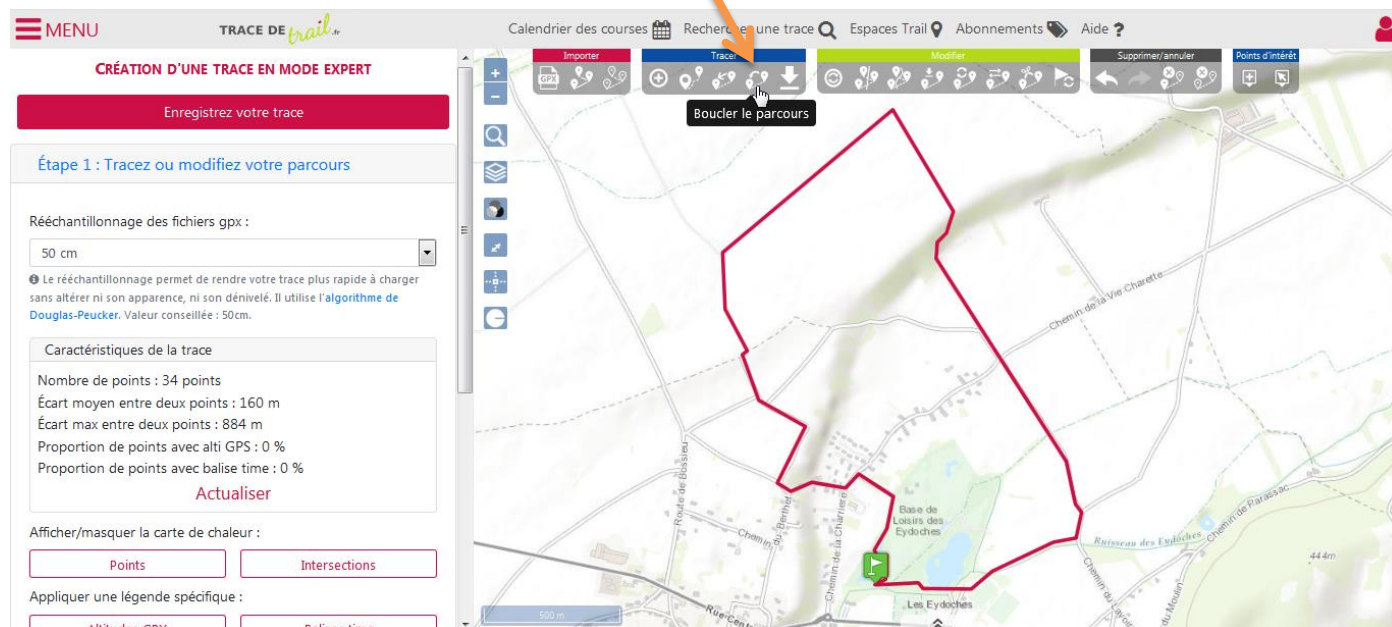 MENU
TRACE DE trail.fr
Calendrier des courses
Rechercher une trace
Espaces Trail
Abonnements
Aide ?
CRÉATION D'UNE TRACE EN MODE EXPERT
Enregistrez votre trace
Étape 1 : Tracez ou modifiez votre parcours
Rééchantillonnage des fichiers gpx :
50 cm
Le rééchantillonnage permet de rendre votre trace plus rapide à charger
sans altérer ni son apparence, ni son dénivelé. Il utilise l'algorithme de
Douglas-Peucker. Valeur conseillée : 50cm.
Caractéristiques de la trace
Nombre de points : 34 points
Écart moyen entre deux points : 160 m
Écart max entre deux points : 884 m
Proportion de points avec alti GPS : 0 %
Proportion de points avec balise time : 0 %
Actualiser
Afficher/masquer la carte de chaleur :
Points
Intersections
Appliquer une légende spécifique :
Importer
Tracer
Modifier
Supprimer/annuler
Points d'intérêt
GPX
Boucler le parcours
Chemin de la Vie Charette
Route de Bossieu
Chemin du Berthet
Chemin de la Charrière
Base de
Loisirs des
Eydoches
Chemin de Parassac
Ruisseau des Eydoches
444m
Les Eydoches
500 m